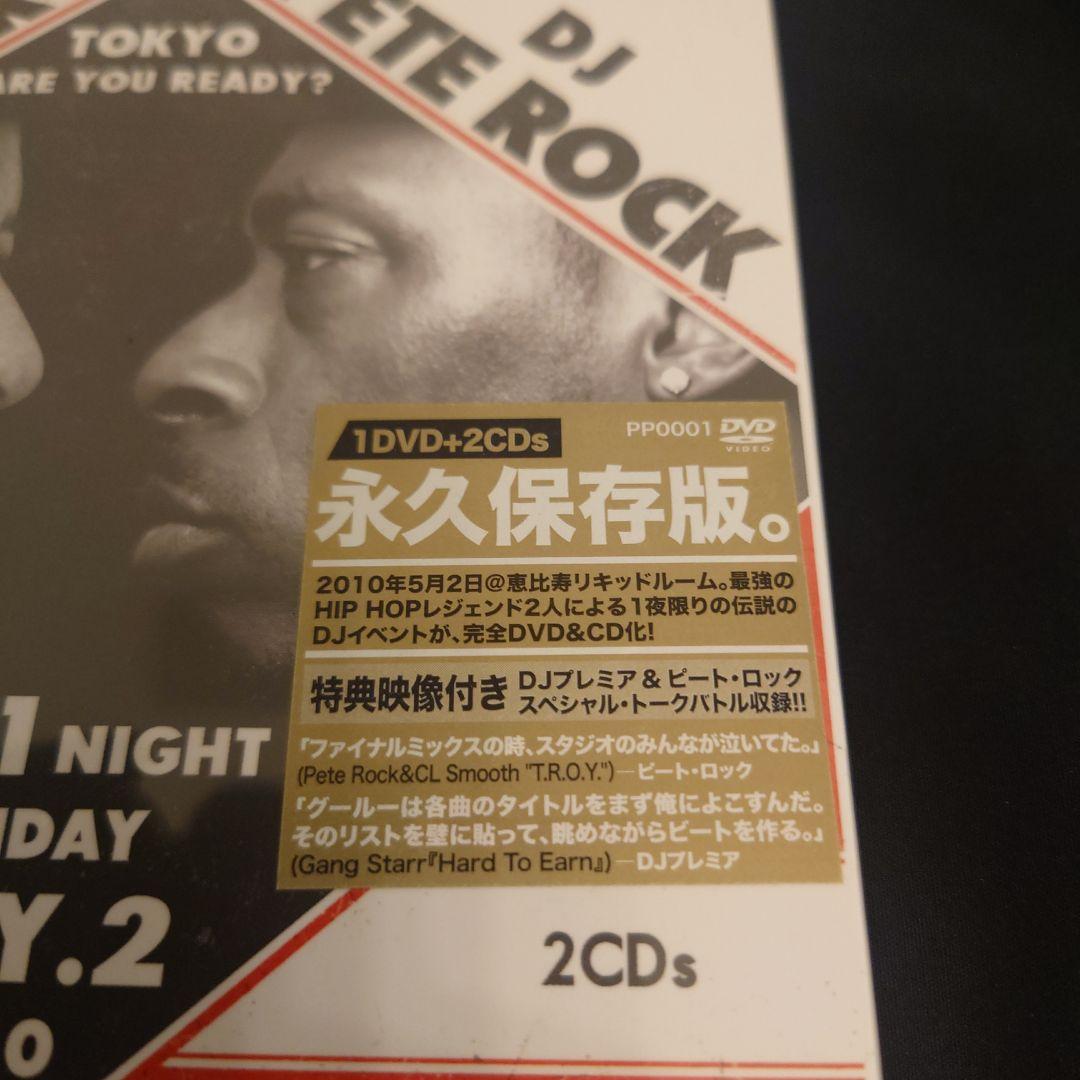 TOKYO
ARE YOU READY?
DJ
ETE ROCK
1DVD+2CDs
PP0001 DVD
VIDEO
永久保存版。
2010年5月2日@恵比寿リキッドルーム。最強の
HIP HOPレジェンド2人による1夜限りの伝説の
DJイベントが、完全DVD&CD化!
特典映像付き
DJプレミア & ピート・ロック
スペシャル・トークバトル収録!!
『ファイナルミックスの時、スタジオのみんなが泣いてた。』
(Pete Rock&CL Smooth "T.R.O.Y.")—ピート・ロック
『グールーは各曲のタイトルをまず俺によこすんだ。
そのリストを壁に貼って、眺めながらビートを作る。』
(Gang Starr『Hard To Earn』)—DJプレミア
1 NIGHT
DAY
Y.2
0
2CDs